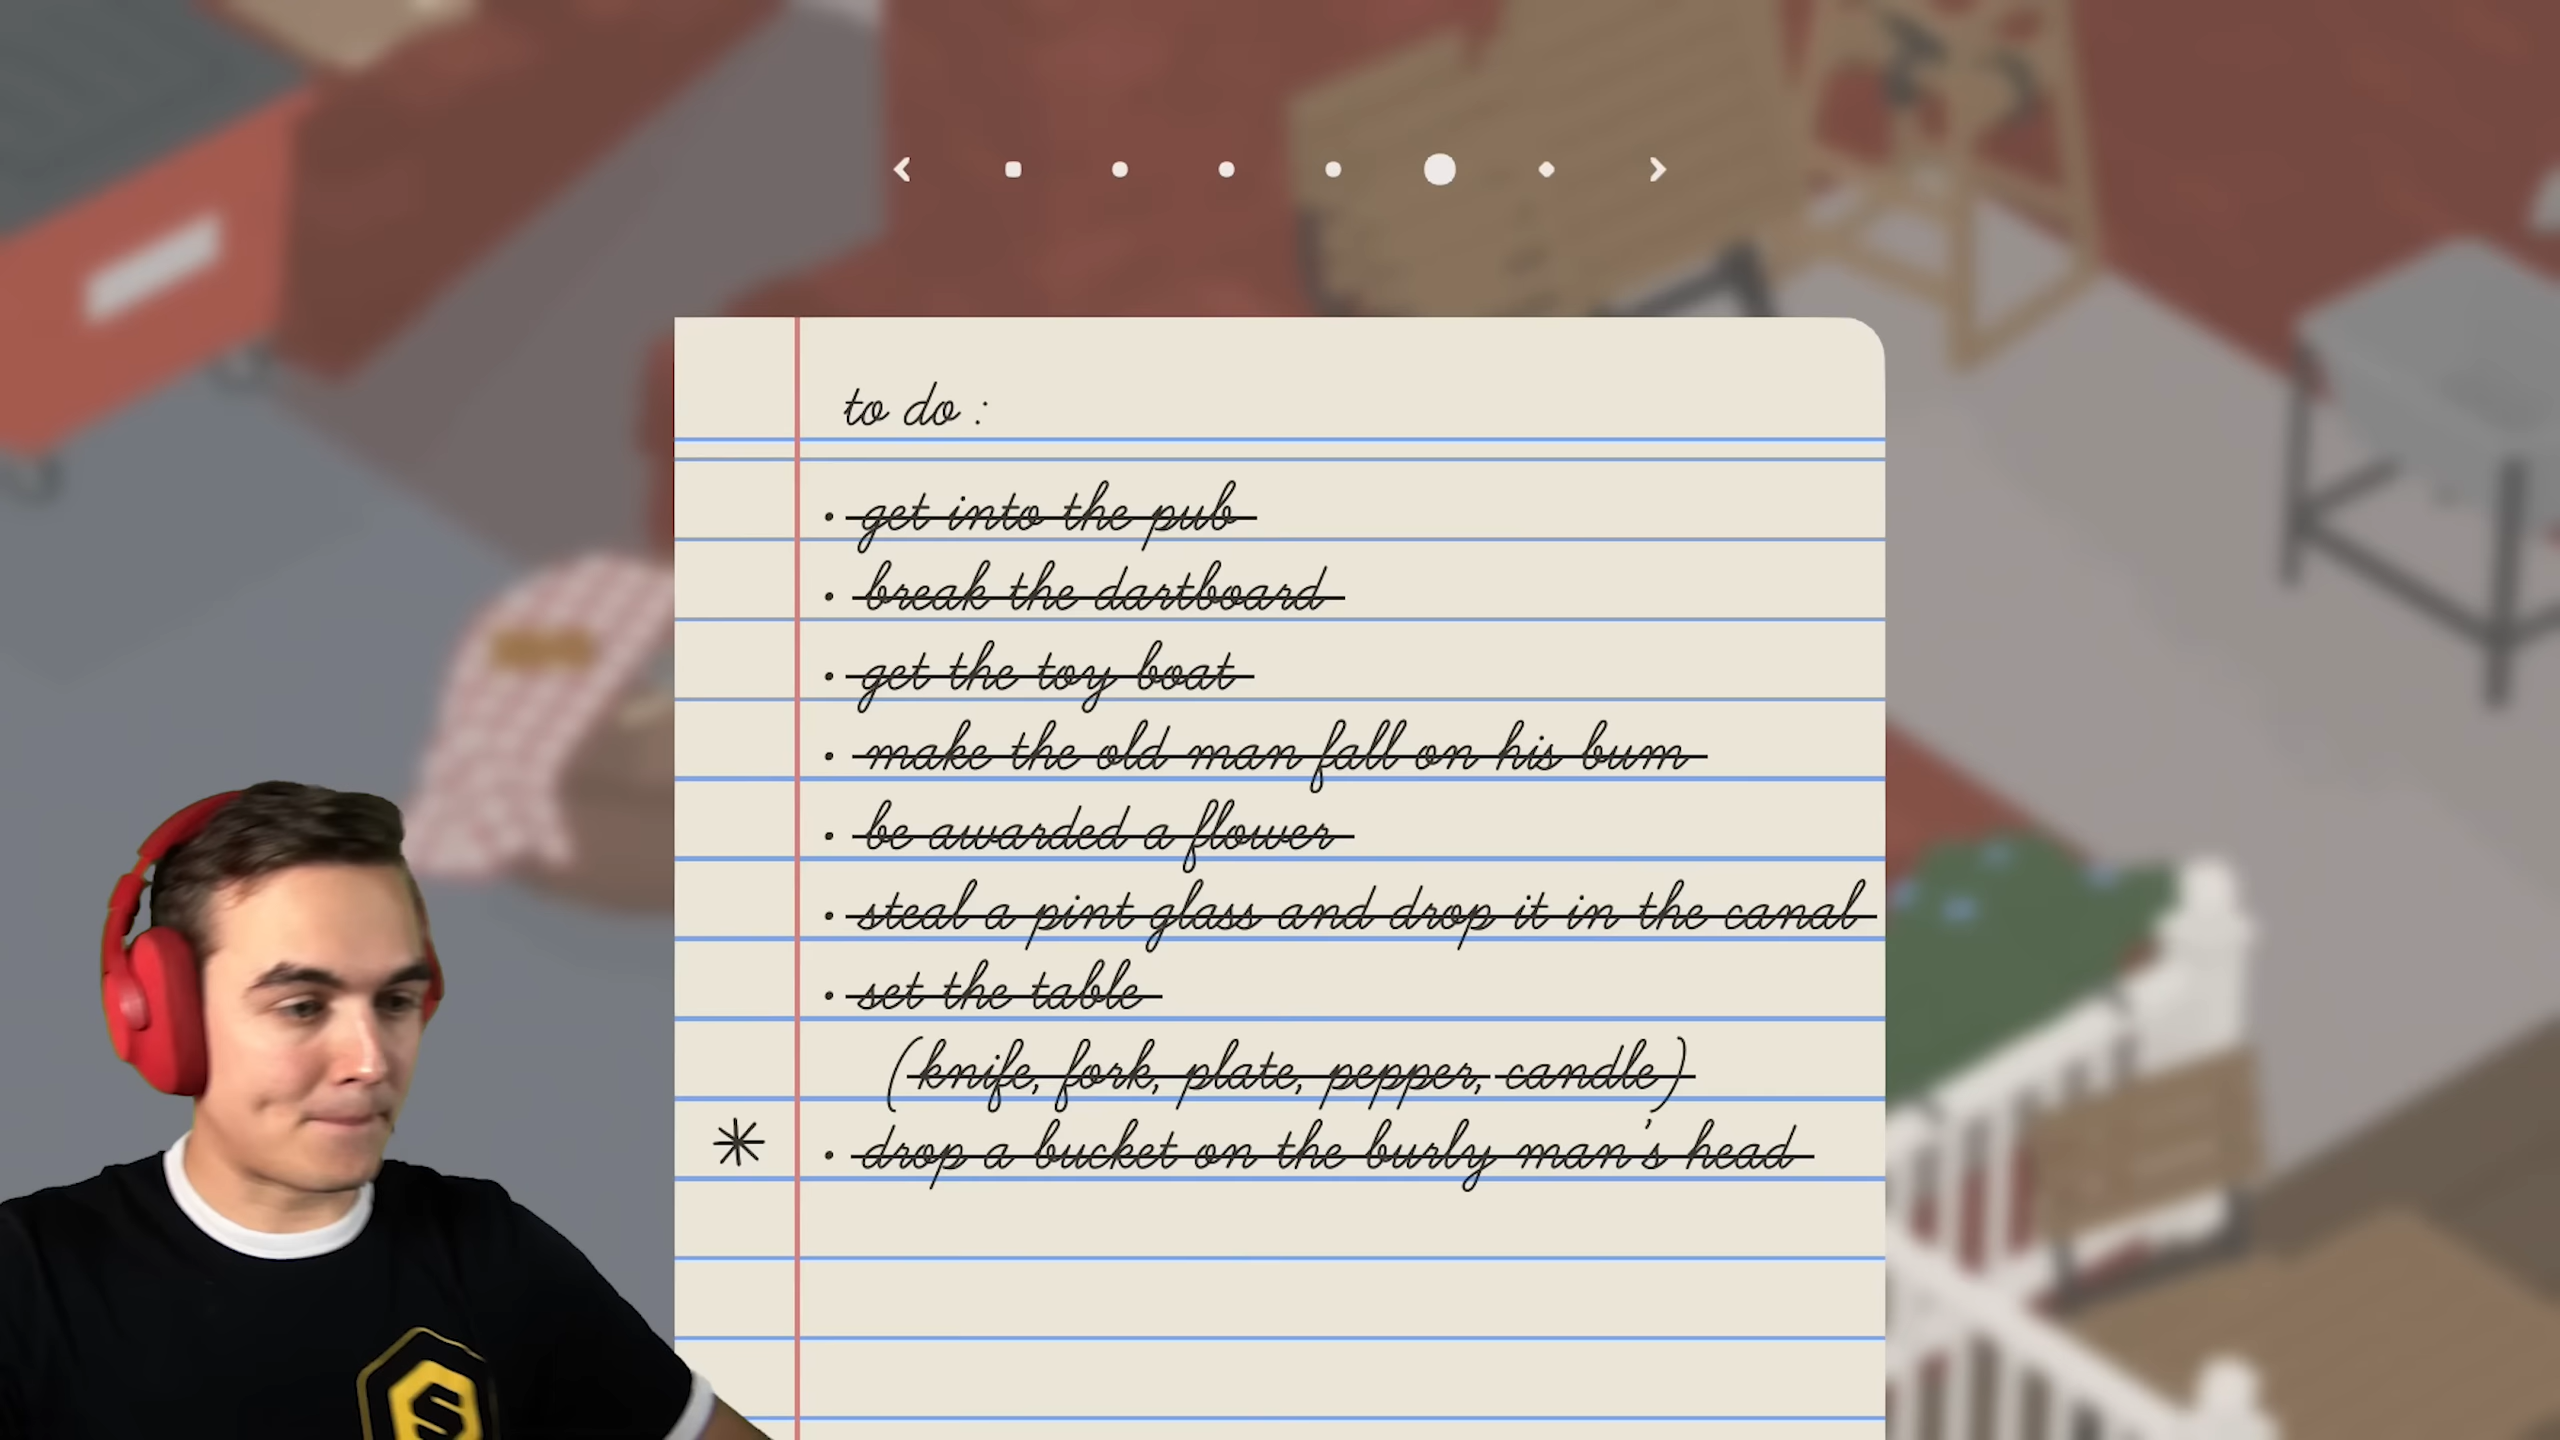 to do :
• get into the pub
• break the dartboard
• get the toy boat
• make the old man fall on his bum
• be awarded a flower
• steal a pint glass and drop it in the canal
• set the table
(knife, fork, plate, pepper, candle)
* • drop a bucket on the burly man's head
S